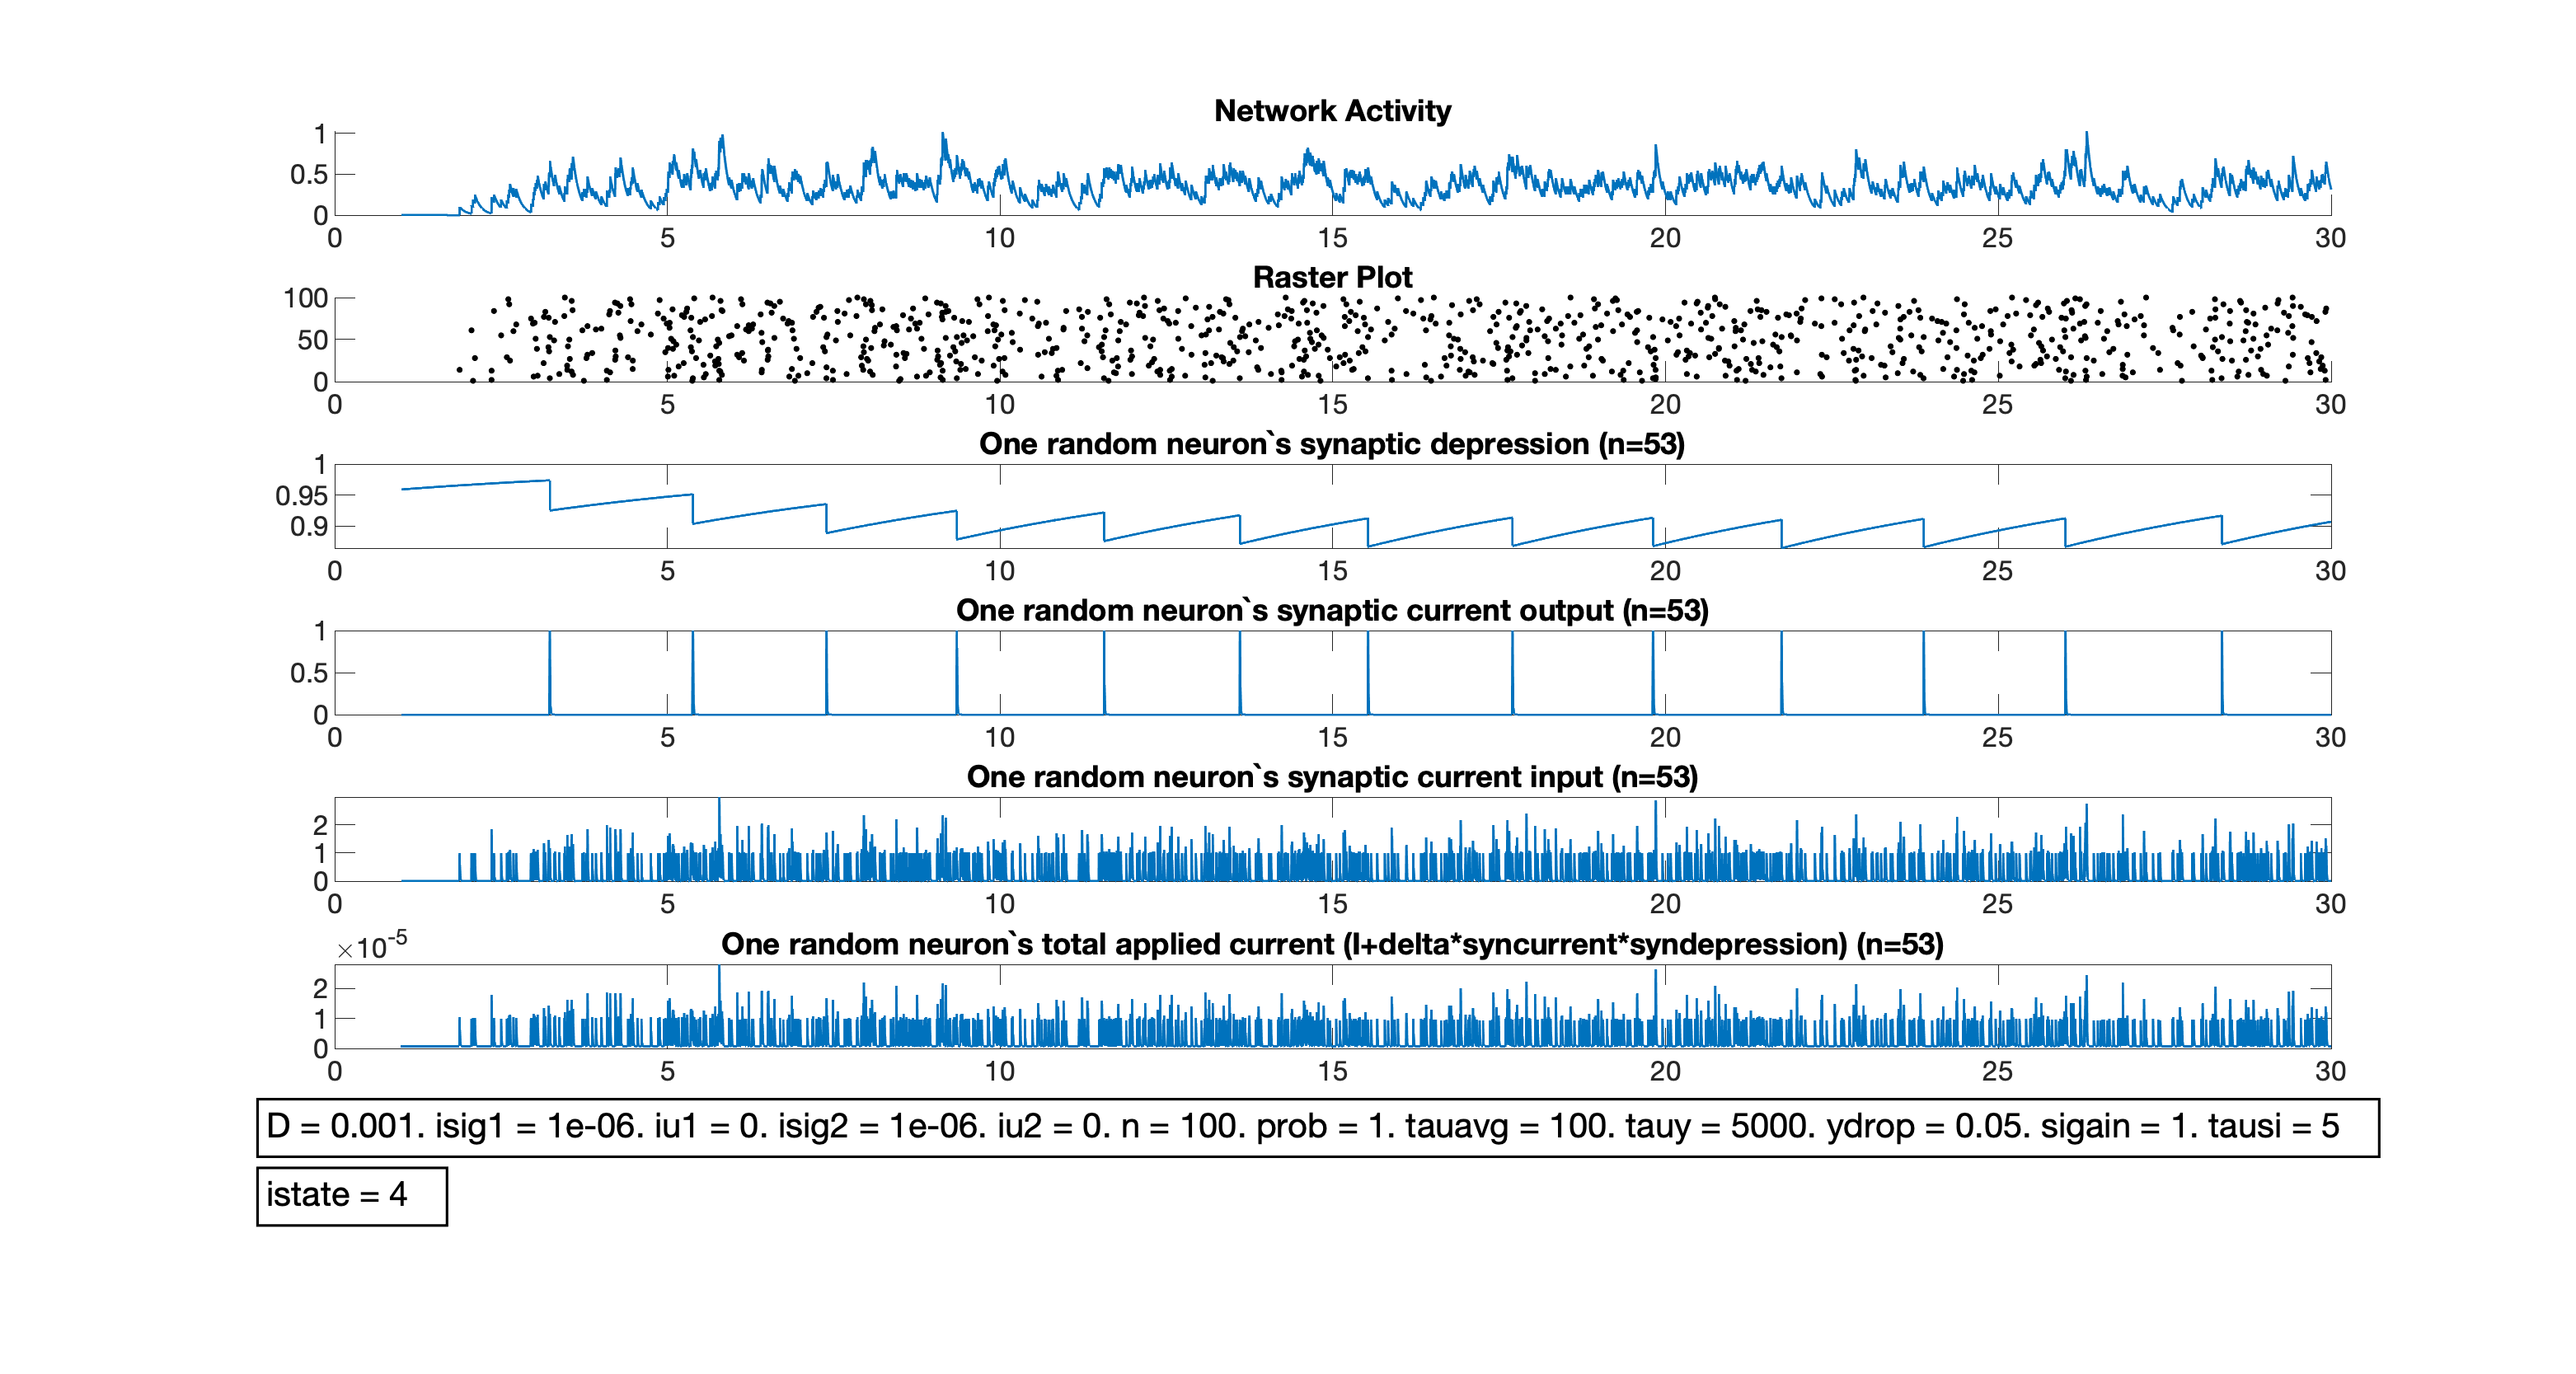 Network Activity
1
0.5
0
0 5 10 15 20 25 30
Raster Plot
100
50
0
0 5 10 15 20 25 30
One random neuron`s synaptic depression (n=53)
1
0.95
0.9
0 5 10 15 20 25 30
One random neuron`s synaptic current output (n=53)
1
0.5
0
0 5 10 15 20 25 30
One random neuron`s synaptic current input (n=53)
2
1
0
0 5 10 15 20 25 30
One random neuron`s total applied current (I+delta*syncurrent*syndepression) (n=53)
×10^-5
2
1
0
0 5 10 15 20 25 30
D = 0.001. isig1 = 1e-06. iu1 = 0. isig2 = 1e-06. iu2 = 0. n = 100. prob = 1. tauavg = 100. tauy = 5000. ydrop = 0.05. sigain = 1. tausi = 5
istate = 4